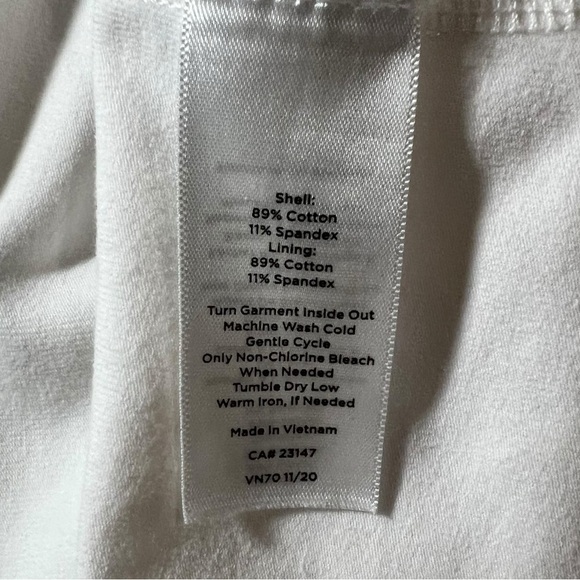 Shell:
89% Cotton
11% Spandex
Lining:
89% Cotton
11% Spandex
Turn Garment Inside Out
Machine Wash Cold
Gentle Cycle
Only Non-Chlorine Bleach
When Needed
Tumble Dry Low
Warm Iron, If Needed
Made In Vietnam
CA# 23147
VN70 11/20